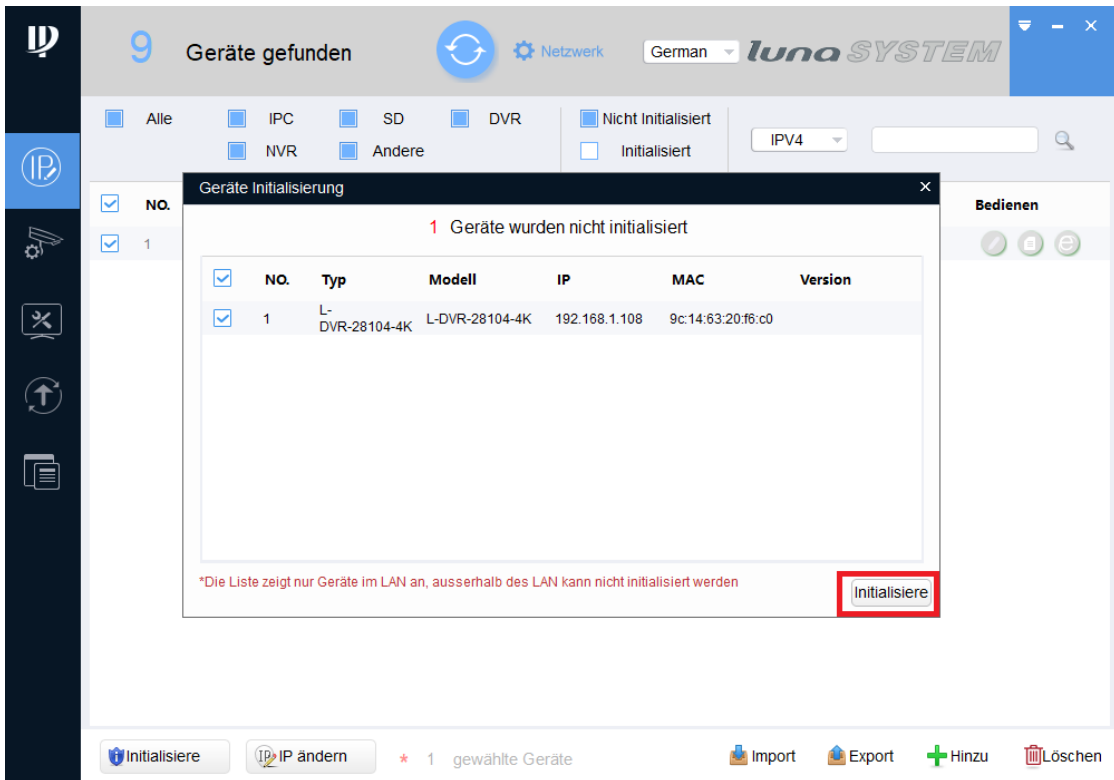 9 Geräte gefunden Netzwerk German luna SYSTEM
Alle IPC SD DVR Nicht Initialisiert
NVR Andere Initialisiert IPV4
NO. Bedienen
1
Geräte Initialisierung
1 Geräte wurden nicht initialisiert
NO. Typ Modell IP MAC Version
1 L-DVR-28104-4K L-DVR-28104-4K 192.168.1.108 9c:14:63:20:f6:c0
*Die Liste zeigt nur Geräte im LAN an, ausserhalb des LAN kann nicht initialisiert werden
Initialisiere
Initialisiere IP IP ändern * 1 gewählte Geräte Import Export Hinzu Löschen